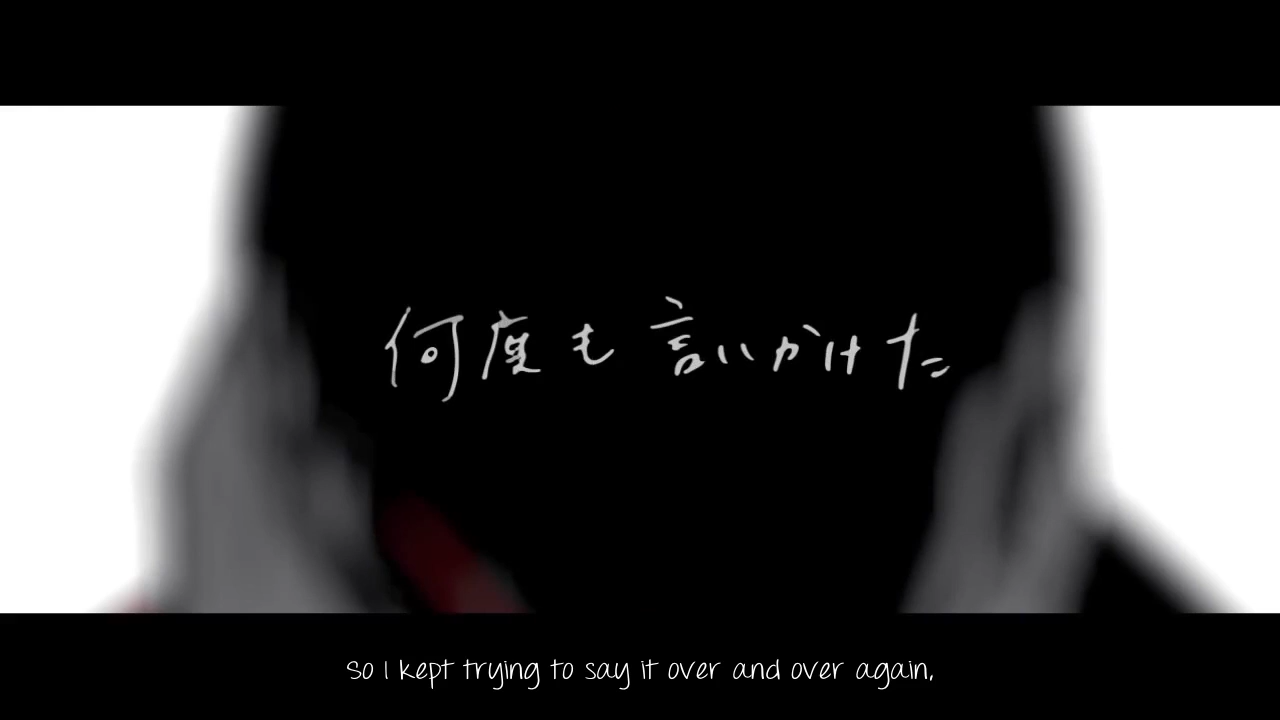 何度も言いかけた
So I kept trying to say it over and over again.